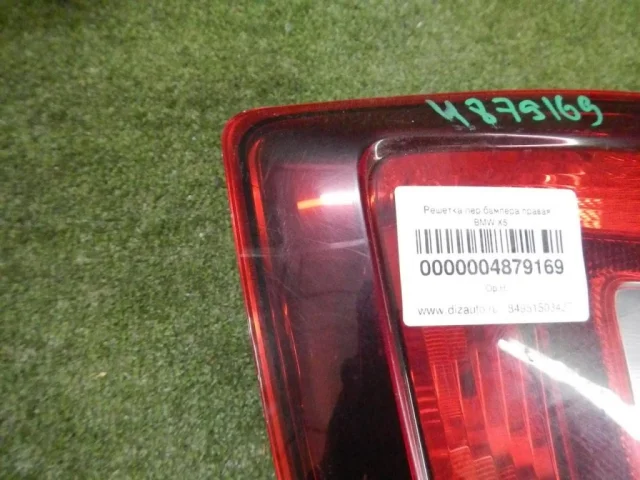 4879169
Решетка пер.бампера правая
BMW X5
0000004879169
www.dizauto.ru